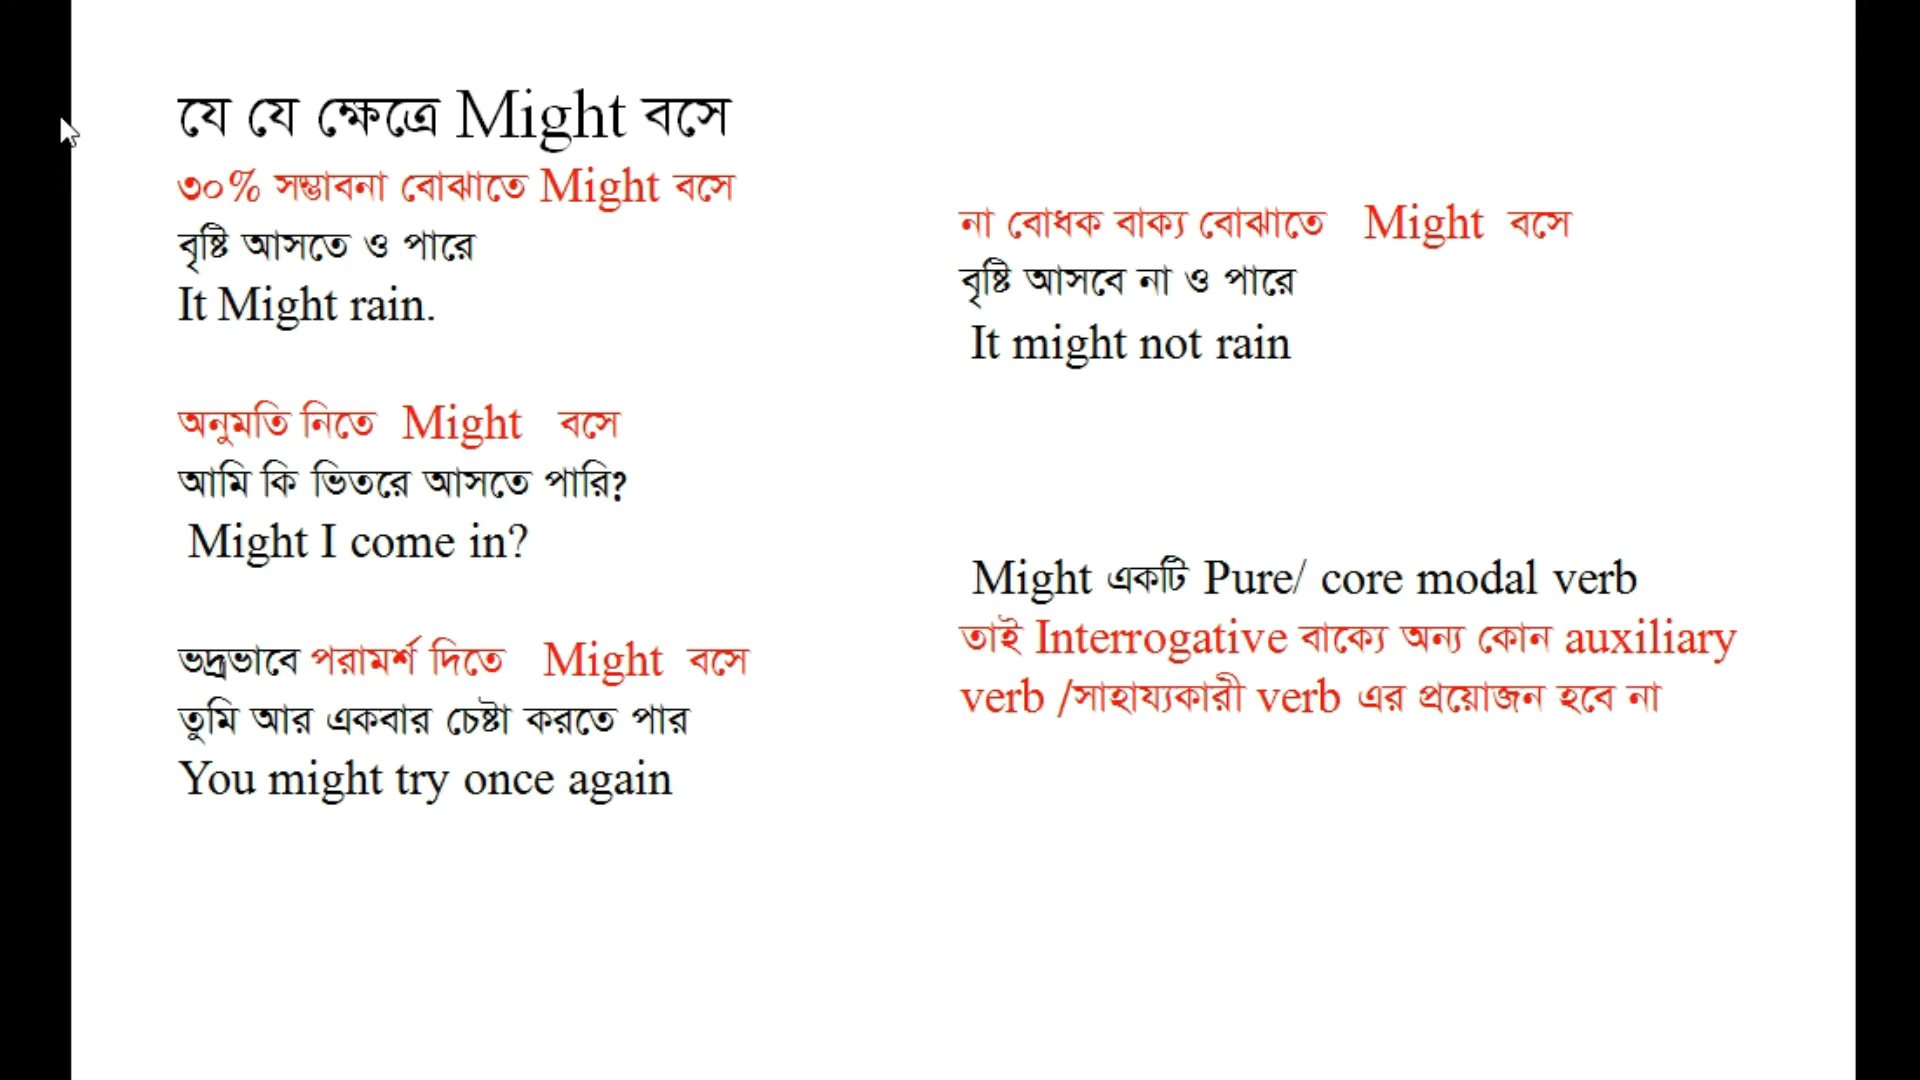 যে যে ক্ষেত্রে Might বসে
৩০% সম্ভাবনা বোঝাতে Might বসে
বৃষ্টি আসতে ও পারে
It Might rain.
অনুমতি নিতে Might বসে
আমি কি ভিতরে আসতে পারি?
Might I come in?
ভদ্রভাবে পরামর্শ দিতে Might বসে
তুমি আর একবার চেষ্টা করতে পার
You might try once again
না বোধক বাক্য বোঝাতে Might বসে
বৃষ্টি আসবে না ও পারে
It might not rain
Might একটি Pure/ core modal verb
তাই Interrogative বাক্যে অন্য কোন auxiliary
verb /সাহায্যকারী verb এর প্রয়োজন হবে না